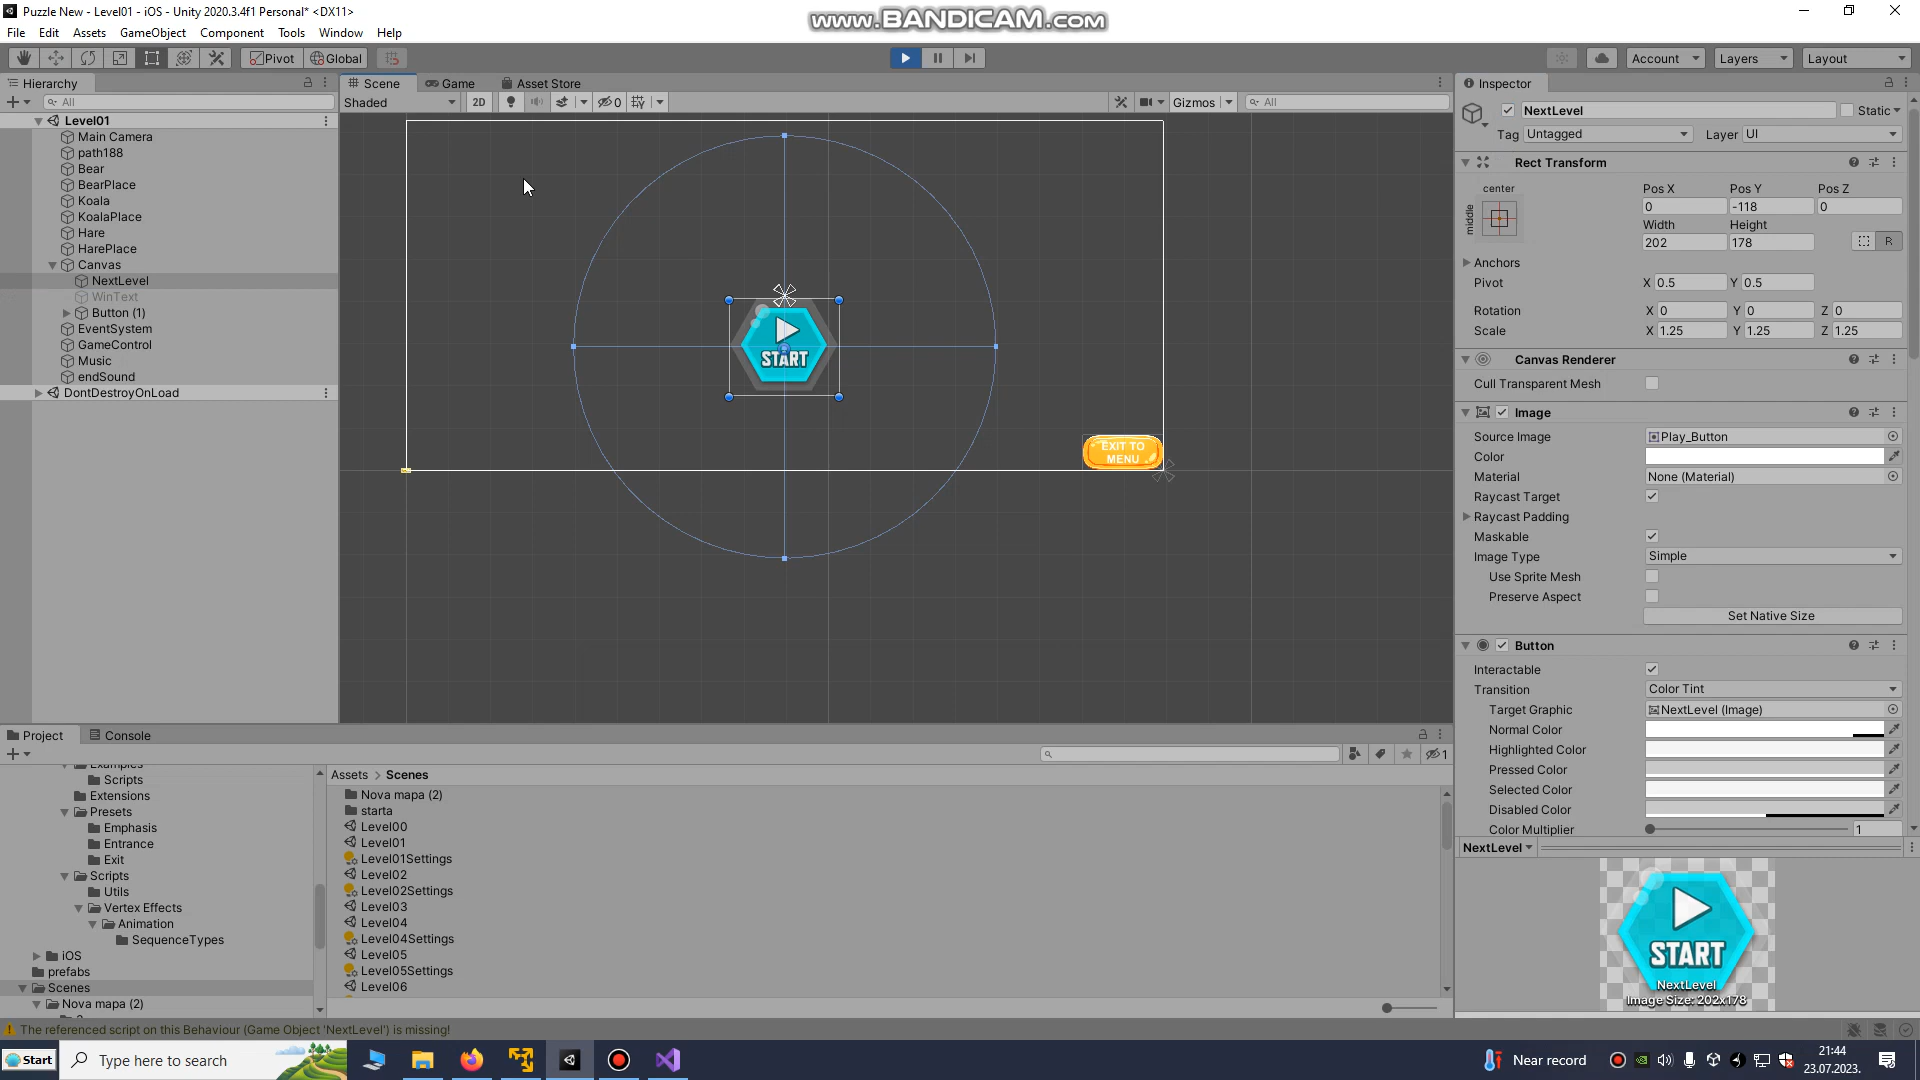 Puzzle New - Level01 - iOS - Unity 2020.3.4f1 Personal* <DX11>
www.BANDICAM.com
File Edit Assets GameObject Component Tools Window Help
Pivot Global
Account Layers Layout
Hierarchy
All
Level01
Main Camera
path188
Bear
BearPlace
Koala
KoalaPlace
Hare
HarePlace
Canvas
NextLevel
WinText
Button (1)
EventSystem
GameControl
Music
endSound
DontDestroyOnLoad
Scene Game Asset Store
Shaded 2D 0 Gizmos All
START
EXIT TO
MENU
Inspector
NextLevel Static
Tag Untagged Layer UI
Rect Transform
center
middle
Pos X Pos Y Pos Z
0 -118 0
Width Height
202 178 R
Anchors
Pivot X 0.5 Y 0.5
Rotation X 0 Y 0 Z 0
Scale X 1.25 Y 1.25 Z 1.25
Canvas Renderer
Cull Transparent Mesh
Image
Source Image Play_Button
Color
Material None (Material)
Raycast Target
Raycast Padding
Maskable
Image Type Simple
Use Sprite Mesh
Preserve Aspect
Set Native Size
Button
Interactable
Transition Color Tint
Target Graphic NextLevel (Image)
Normal Color
Highlighted Color
Pressed Color
Selected Color
Disabled Color
Color Multiplier 1
NextLevel
START
NextLevel
Image Size: 202x178
Project Console
1
Examples
Scripts
Extensions
Presets
Emphasis
Entrance
Exit
Scripts
Utils
Vertex Effects
Animation
SequenceTypes
iOS
prefabs
Scenes
Nova mapa (2)
Assets > Scenes
Nova mapa (2)
starta
Level00
Level01
Level01Settings
Level02
Level02Settings
Level03
Level04
Level04Settings
Level05
Level05Settings
Level06
The referenced script on this Behaviour (Game Object 'NextLevel') is missing!
Start
Type here to search
Near record
21:44
23.07.2023.